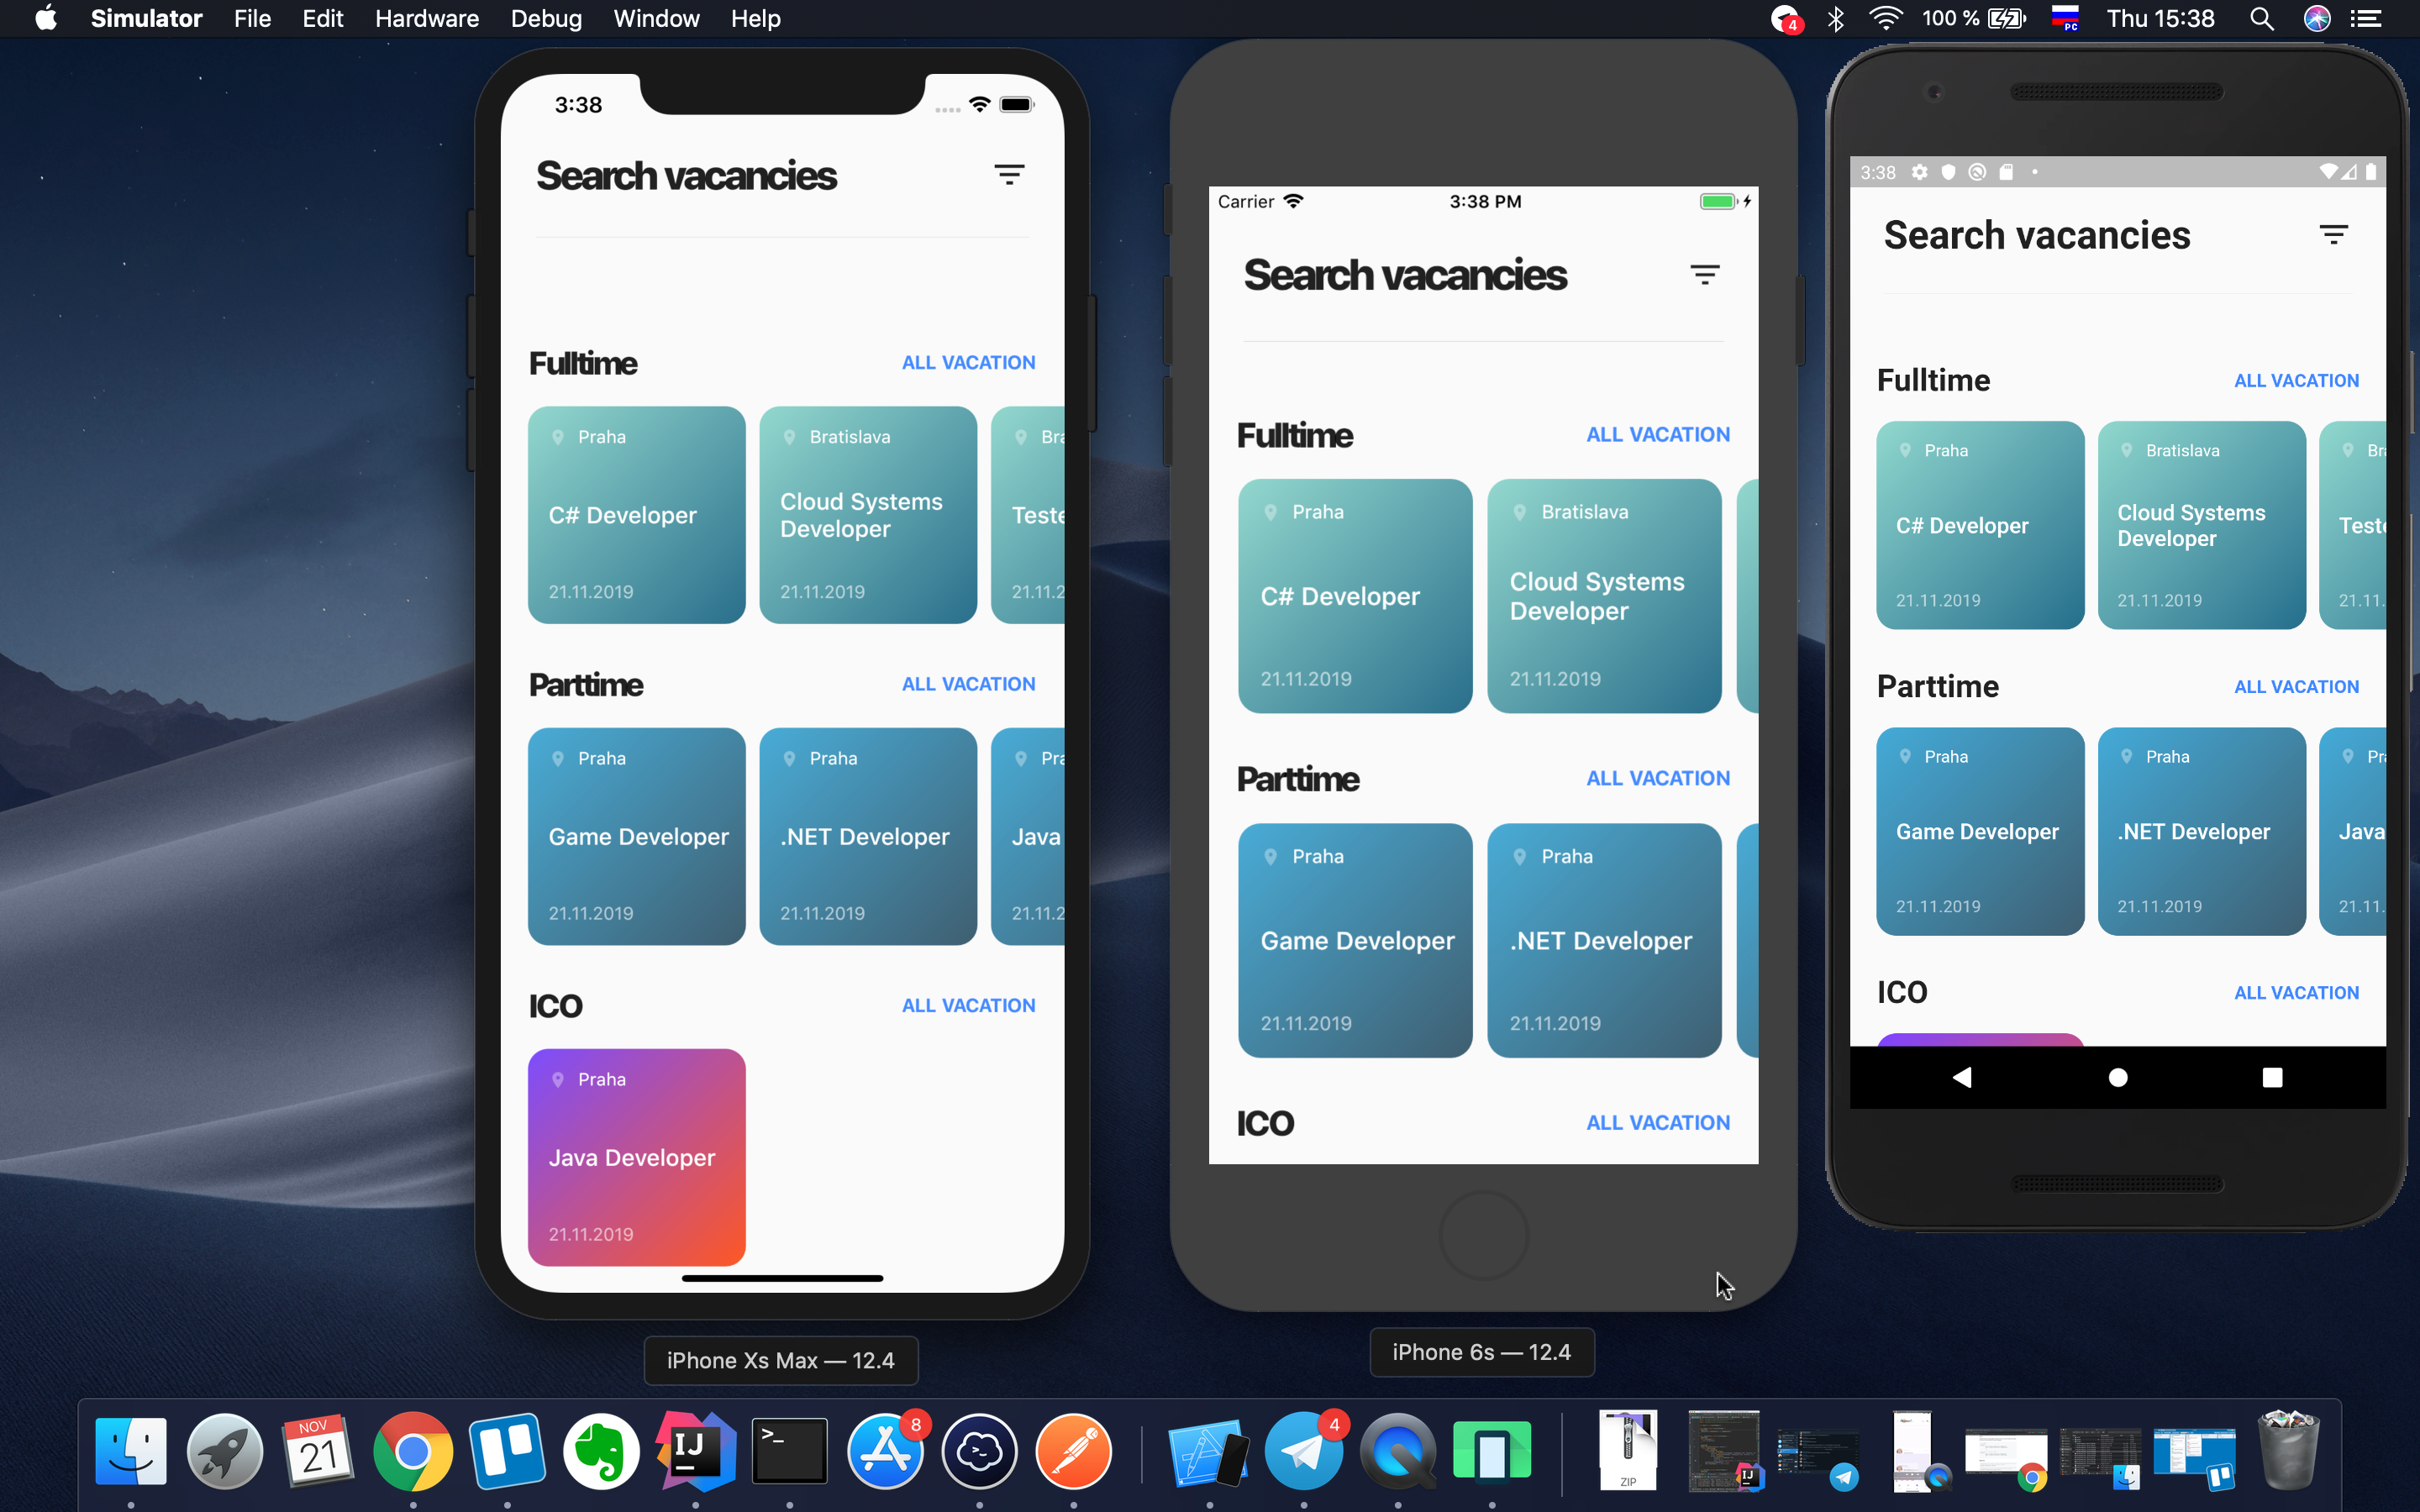 Simulator File Edit Hardware Debug Window Help
4 100 % РС Thu 15:38
3:38
Search vacancies
Fulltime ALL VACATION
Praha
C# Developer
21.11.2019
Bratislava
Cloud Systems
Developer
21.11.2019
Bra
Teste
21.11.2
Parttime ALL VACATION
Praha
Game Developer
21.11.2019
Praha
.NET Developer
21.11.2019
Pra
Java
21.11.2
ICO ALL VACATION
Praha
Java Developer
21.11.2019
iPhone Xs Max — 12.4
Carrier 3:38 PM
Search vacancies
Fulltime ALL VACATION
Praha
C# Developer
21.11.2019
Bratislava
Cloud Systems
Developer
21.11.2019
Parttime ALL VACATION
Praha
Game Developer
21.11.2019
Praha
.NET Developer
21.11.2019
ICO ALL VACATION
iPhone 6s — 12.4
3:38
Search vacancies
Fulltime ALL VACATION
Praha
C# Developer
21.11.2019
Bratislava
Cloud Systems
Developer
21.11.2019
Bra
Teste
21.11.
Parttime ALL VACATION
Praha
Game Developer
21.11.2019
Praha
.NET Developer
21.11.2019
Pra
Java
21.11.
ICO ALL VACATION
NOV
21
IJ
>_
8
4
ZIP